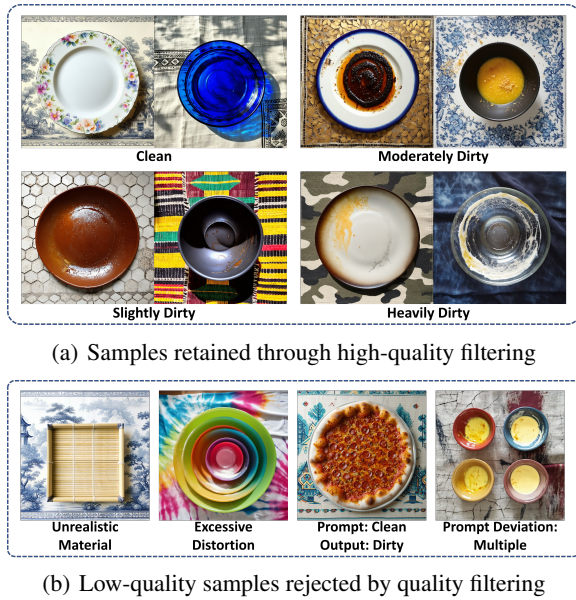 Clean
Moderately Dirty
Slightly Dirty
Heavily Dirty
(a) Samples retained through high-quality filtering
Unrealistic
Material
Excessive
Distortion
Prompt: Clean
Output: Dirty
Prompt Deviation:
Multiple
(b) Low-quality samples rejected by quality filtering